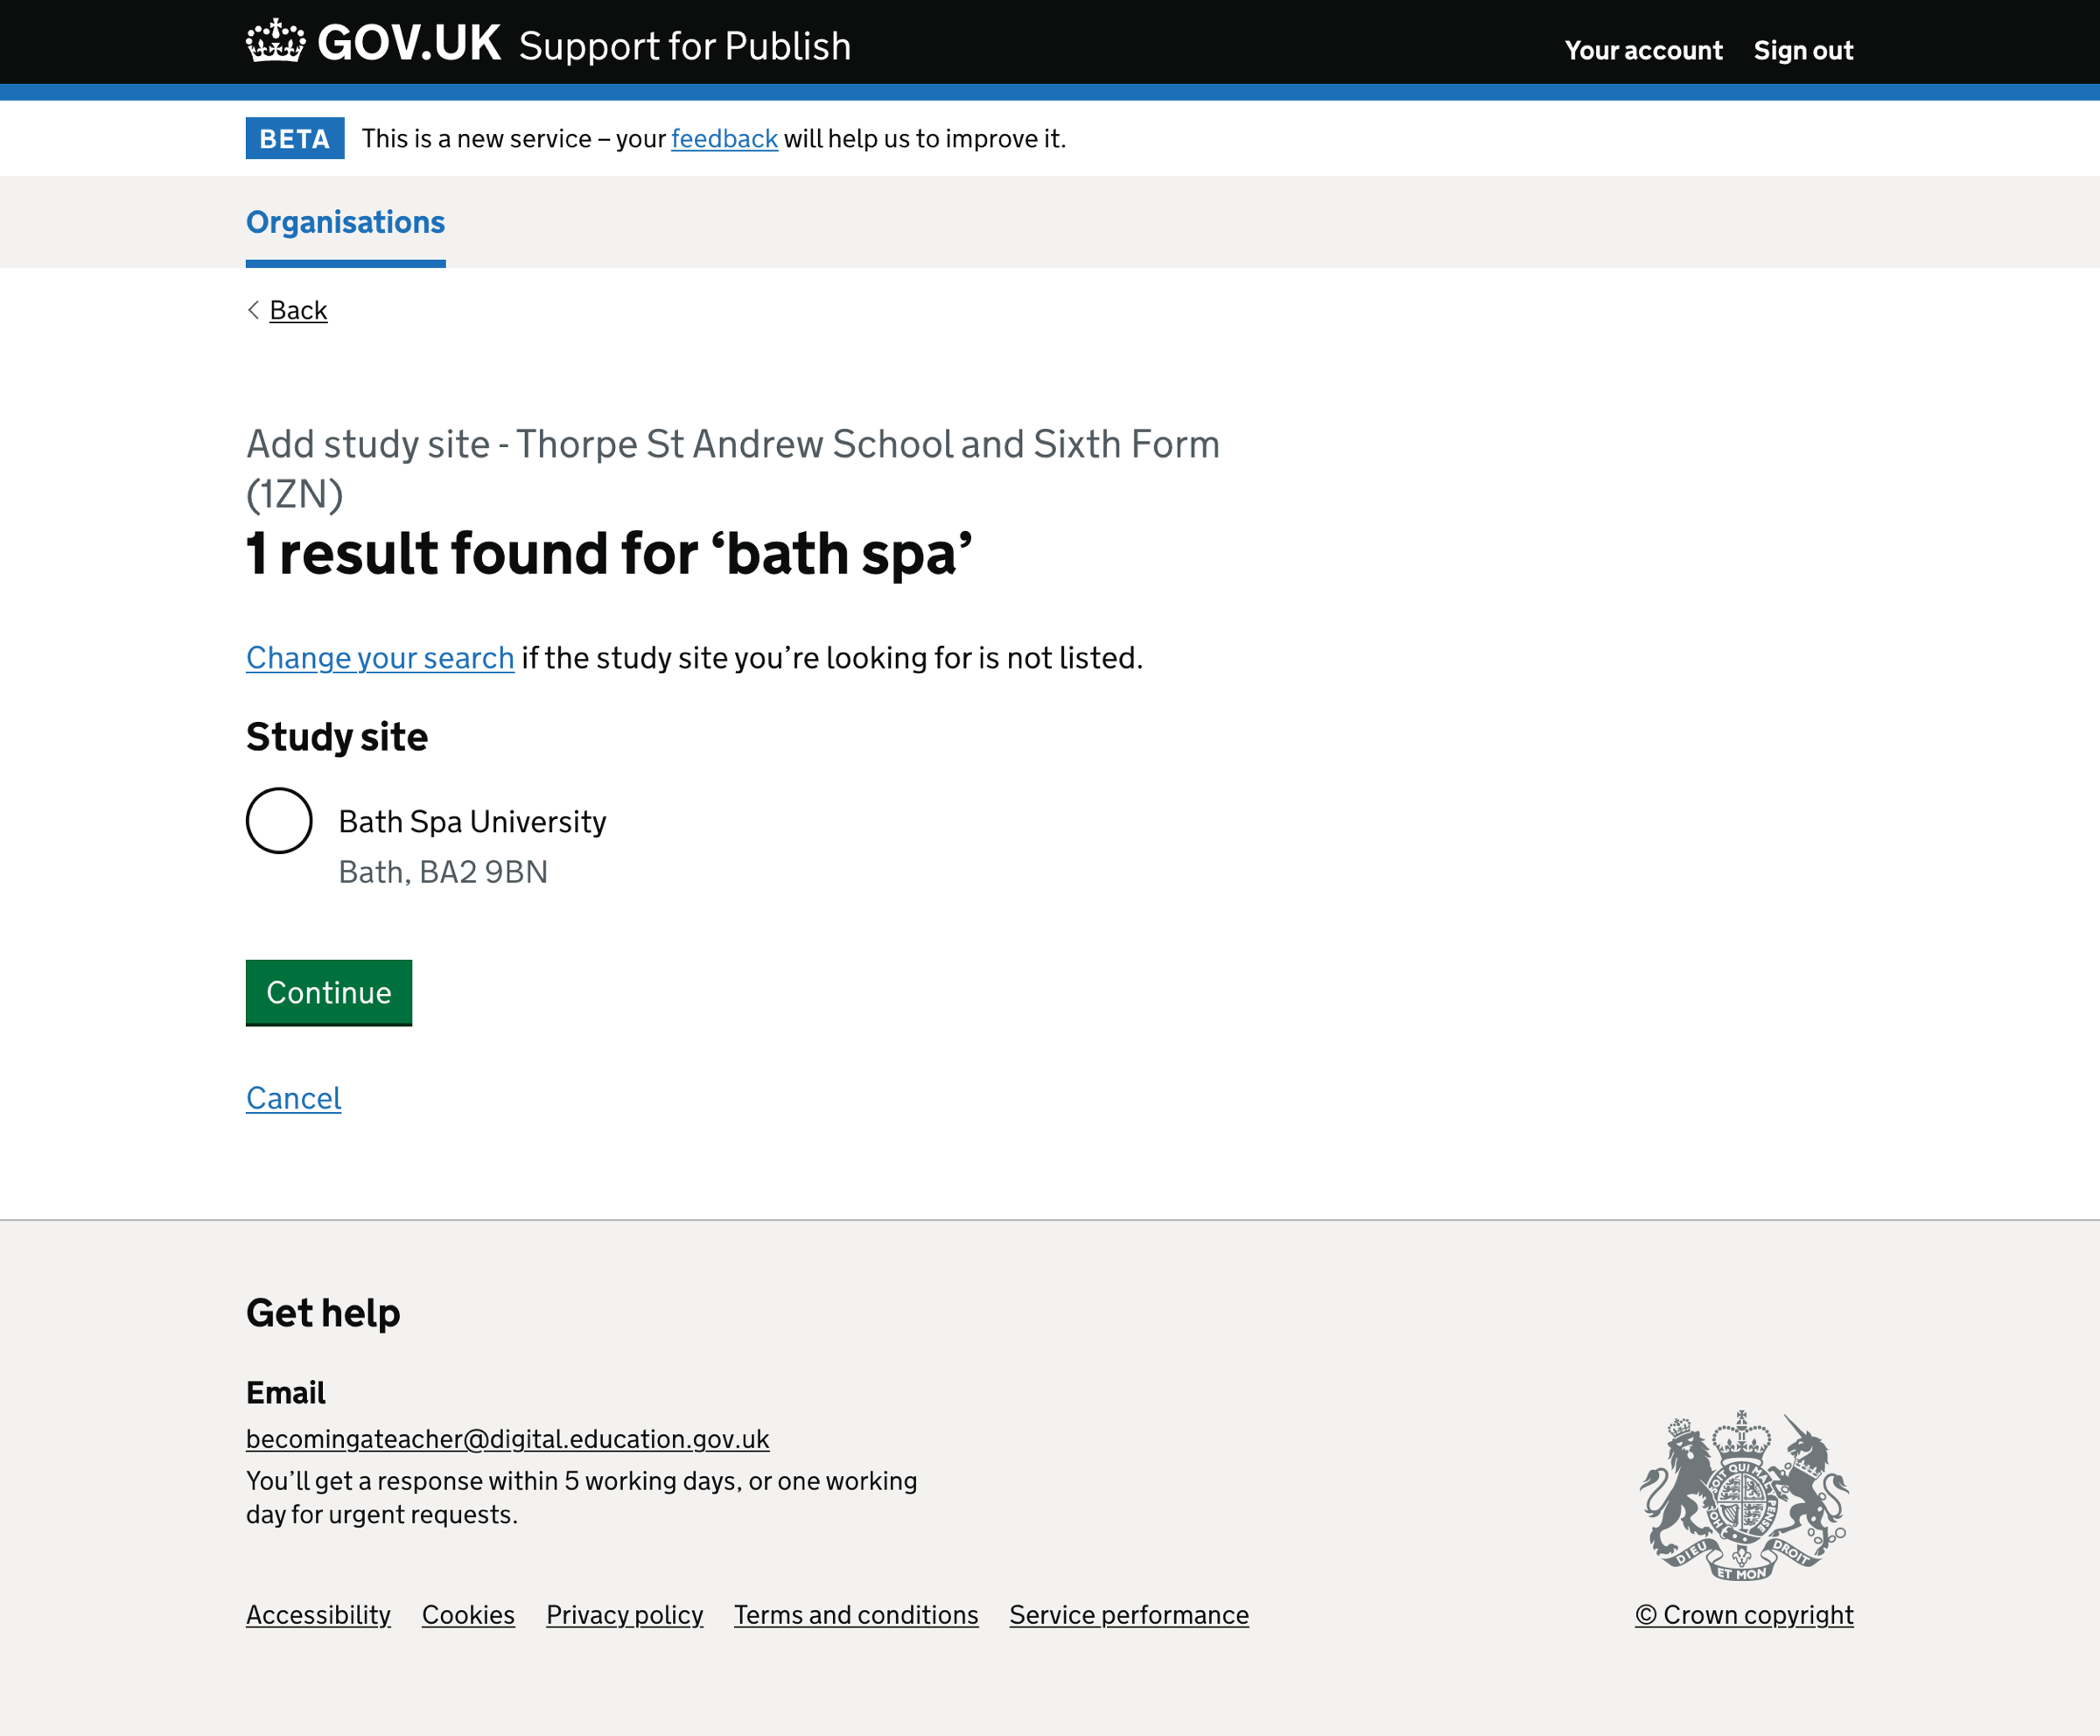 GOV.UK Support for Publish
Your account Sign out
BETA This is a new service – your feedback will help us to improve it.
Organisations
Back
Add study site - Thorpe St Andrew School and Sixth Form
(1ZN)
1 result found for ‘bath spa’
Change your search if the study site you’re looking for is not listed.
Study site
Bath Spa University
Bath, BA2 9BN
Continue
Cancel
Get help
Email
becomingateacher@digital.education.gov.uk
You’ll get a response within 5 working days, or one working
day for urgent requests.
DIEU ET MON DROIT
Accessibility Cookies Privacy policy Terms and conditions Service performance
© Crown copyright